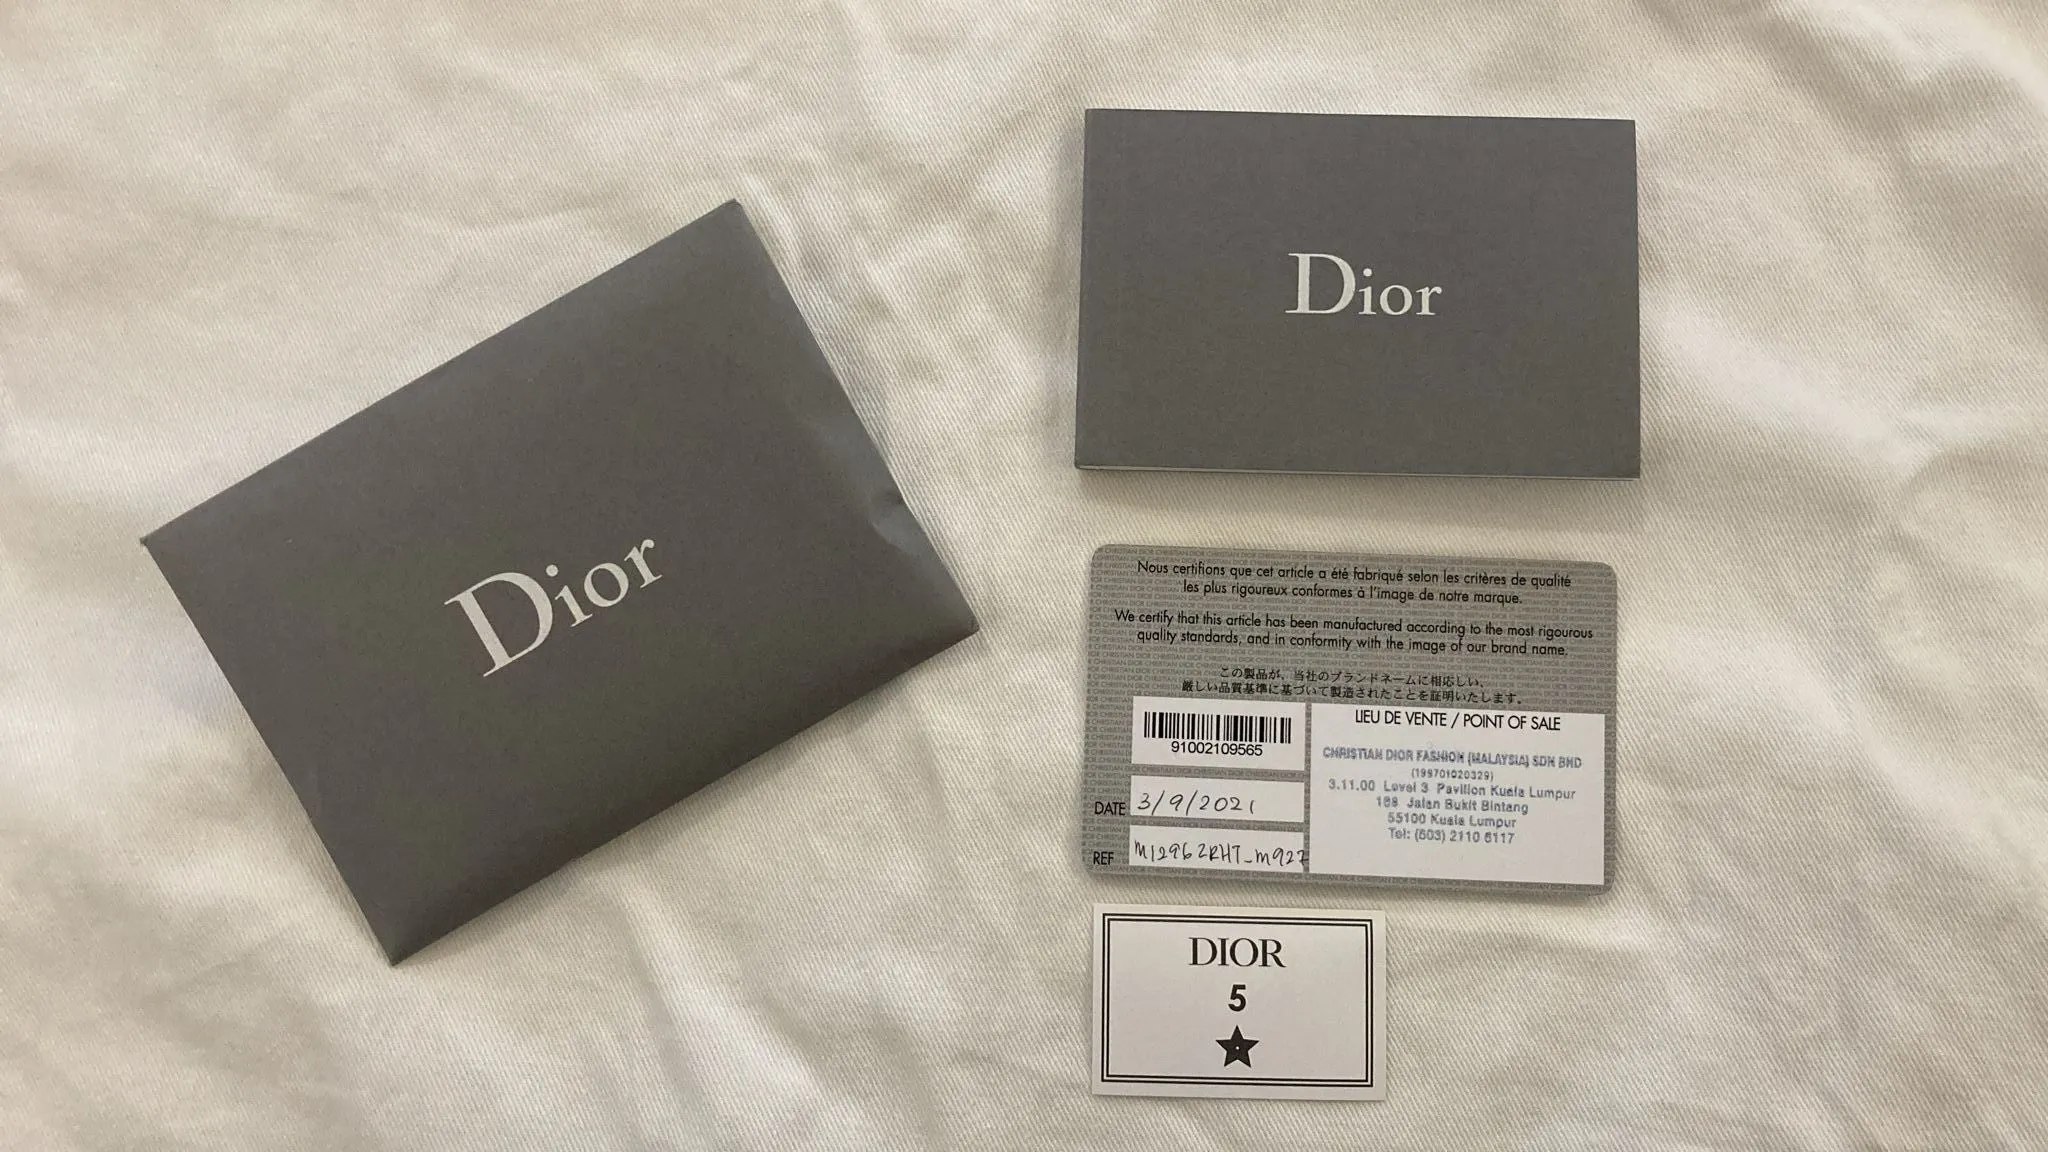 Dior
Dior
Nous certifions que cet article a été fabriqué selon les critères de qualité
les plus rigoureux conformes à l'image de notre marque.
We certify that this article has been manufactured according to the most rigourous
quality standards, and in conformity with the image of our brand name.
この製品が、当社のブランドネームに相応しい、
厳しい品質基準に基づいて製造されたことを証明いたします。
91002109565
DATE 3/9/2021
REF M1296ZRHT_M927
LIEU DE VENTE / POINT OF SALE
CHRISTIAN DIOR FASHION (MALAYSIA) SDN BHD
(199701020329)
3.11.00 Level 3 Pavilion Kuala Lumpur
168 Jalan Bukit Bintang
55100 Kuala Lumpur
Tel: (603) 2110 6117
DIOR
5